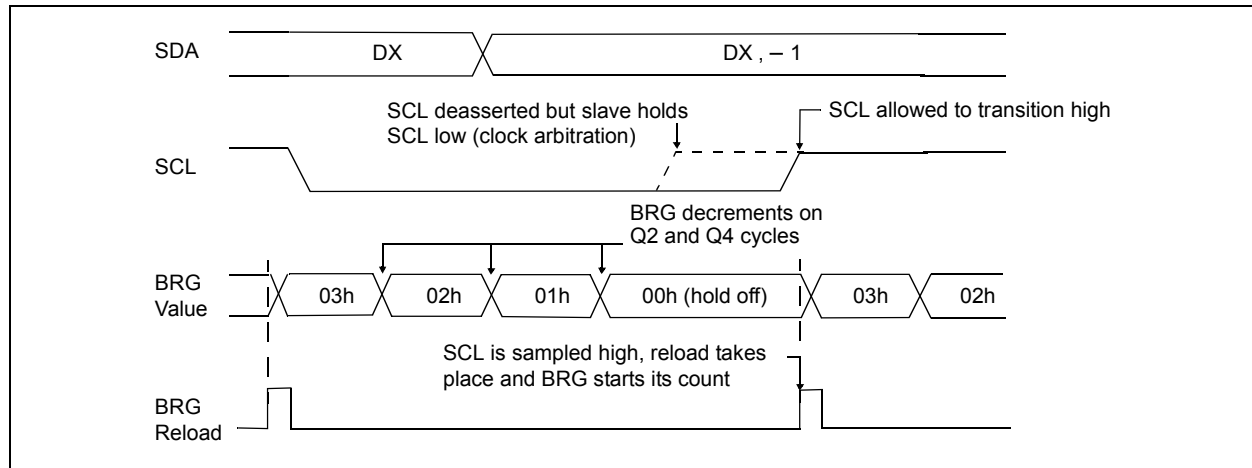 SDA
DX
DX , – 1
SCL deasserted but slave holds
SCL low (clock arbitration)
SCL allowed to transition high
SCL
BRG decrements on
Q2 and Q4 cycles
BRG
Value
03h
02h
01h
00h (hold off)
03h
02h
SCL is sampled high, reload takes
place and BRG starts its count
BRG
Reload